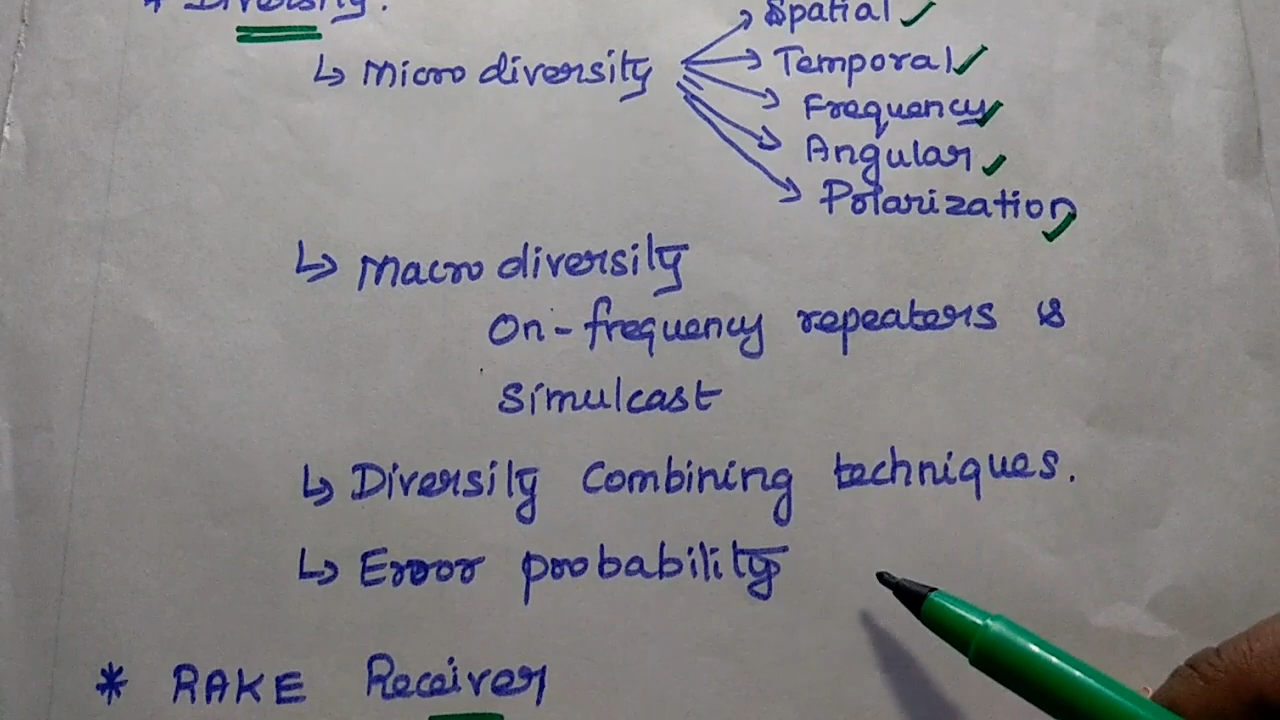 * Diversity.
↳ Micro diversity → Spatial ✓
→ Temporal ✓
→ Frequency ✓
→ Angular ✓
→ Polarization ✓
↳ Macro diversity
On-frequency repeaters &
Simulcast
↳ Diversity Combining techniques.
↳ Error probability
* RAKE Receiver